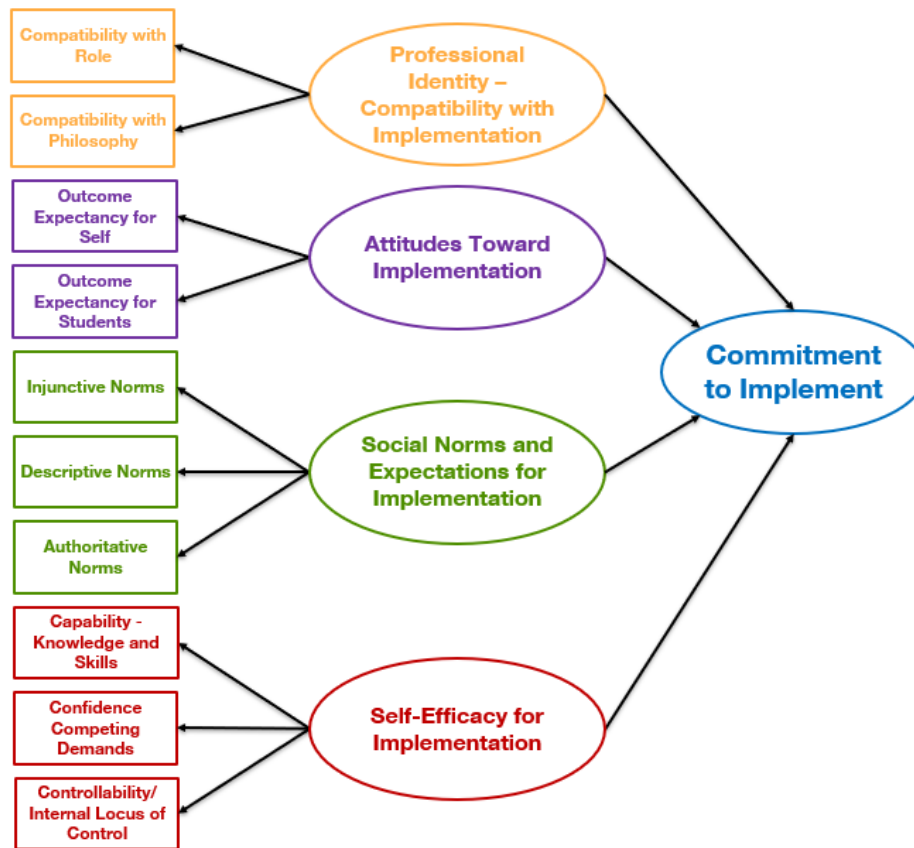 Compatibility with
Role
Compatibility with
Philosophy
Professional
Identity –
Compatibility with
Implementation
Outcome
Expectancy for
Self
Outcome
Expectancy for
Students
Attitudes Toward
Implementation
Injunctive Norms
Descriptive Norms
Authoritative
Norms
Social Norms and
Expectations for
Implementation
Capability -
Knowledge and
Skills
Confidence
Competing
Demands
Controllability/
Internal Locus of
Control
Self-Efficacy for
Implementation
Commitment
to Implement